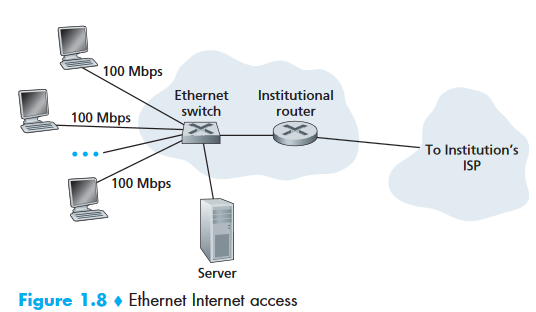 100 Mbps
Ethernet
switch
Institutional
router
100 Mbps
To Institution's
ISP
100 Mbps
Server
Figure 1.8 ♦ Ethernet Internet access